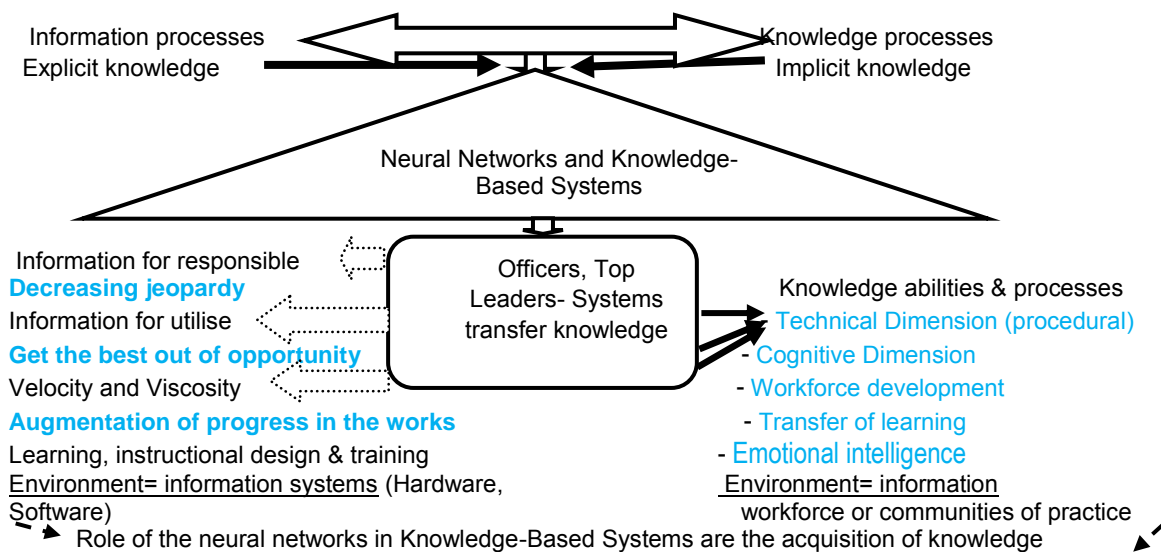 Information processes
Knowledge processes
Explicit knowledge
Implicit knowledge
Neural Networks and Knowledge-
Based Systems
Officers, Top
Leaders- Systems
transfer knowledge
Information for responsible
Decreasing jeopardy
Information for utilise
Get the best out of opportunity
Velocity and Viscosity
Augmentation of progress in the works
Learning, instructional design & training
Environment= information systems (Hardware,
Software)
Knowledge abilities & processes
- Technical Dimension (procedural)
- Cognitive Dimension
- Workforce development
- Transfer of learning
- Emotional intelligence
Environment= information
workforce or communities of practice
Role of the neural networks in Knowledge-Based Systems are the acquisition of knowledge